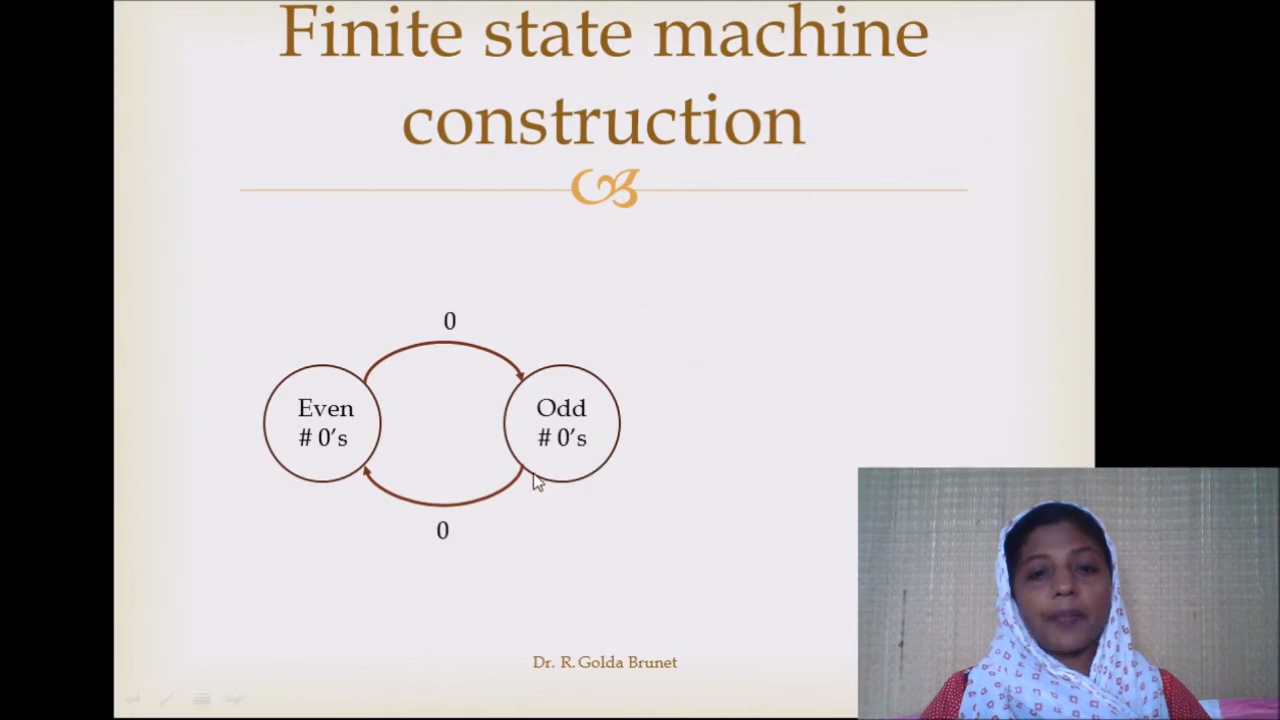 Finite state machine
construction
0
Even
# 0's
Odd
# 0's
0
Dr. R. Golda Brunet